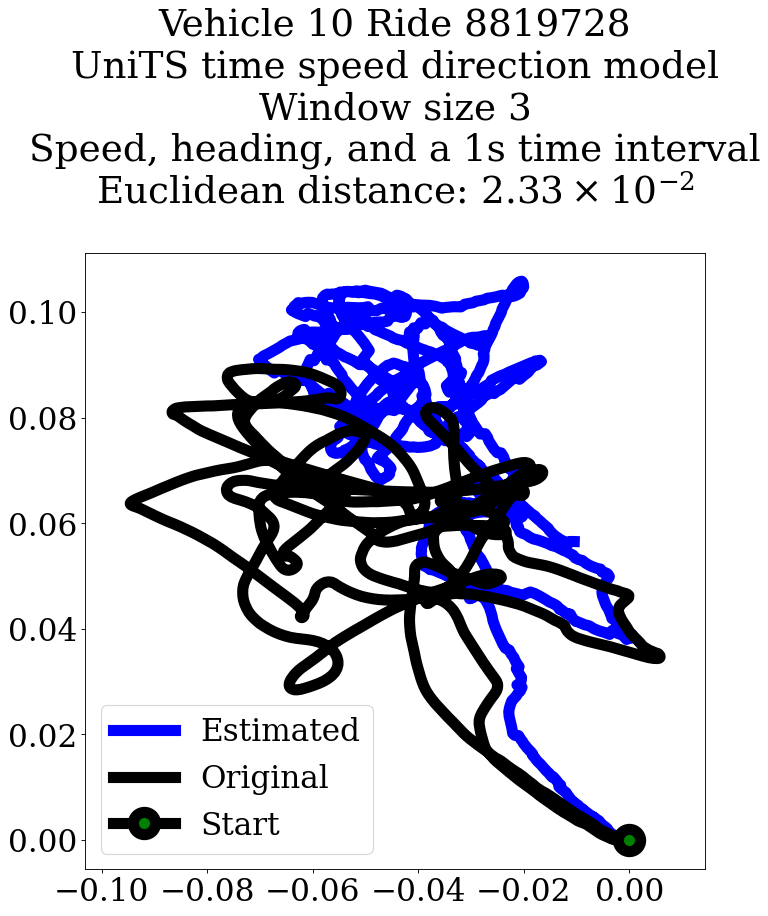 Vehicle 10 Ride 8819728
UniTS time speed direction model
Window size 3
Speed, heading, and a 1s time interval
Euclidean distance: 2.33 × 10⁻²
0.10
0.08
0.06
0.04
0.02
0.00
Estimated
Original
Start
−0.10 −0.08 −0.06 −0.04 −0.02 0.00